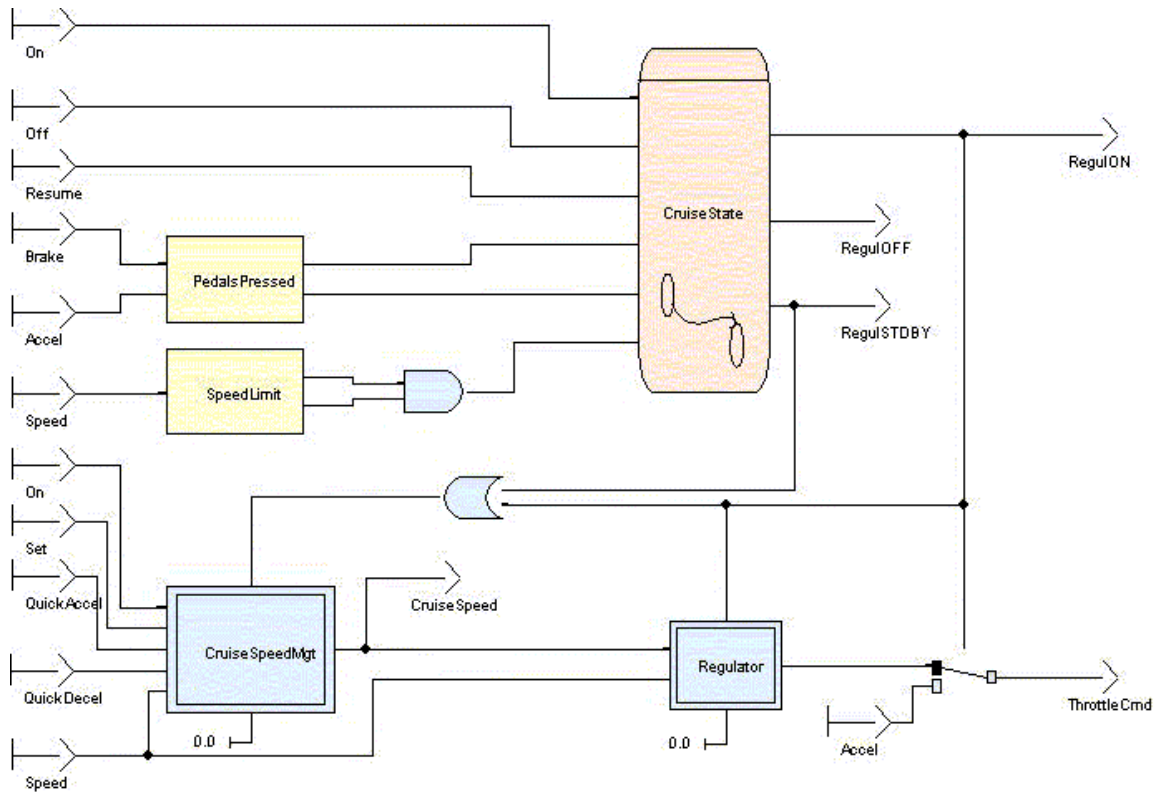 On
Off
Resume
Brake
Accel
Speed
PedalsPressed
SpeedLimit
CruiseState
RegulON
RegulOFF
RegulSTDBY
On
Set
QuickAccel
QuickDecel
Speed
CruiseSpeedMgt
0.0
CruiseSpeed
Regulator
0.0
Accel
ThrottleCmd